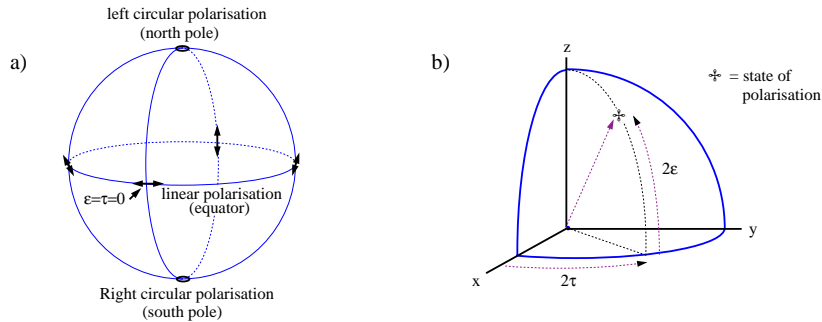 left circular polarisation
(north pole)
a)
ε=τ=0
linear polarisation
(equator)
Right circular polarisation
(south pole)
b)
z
= state of
polarisation
2ε
y
x
2τ